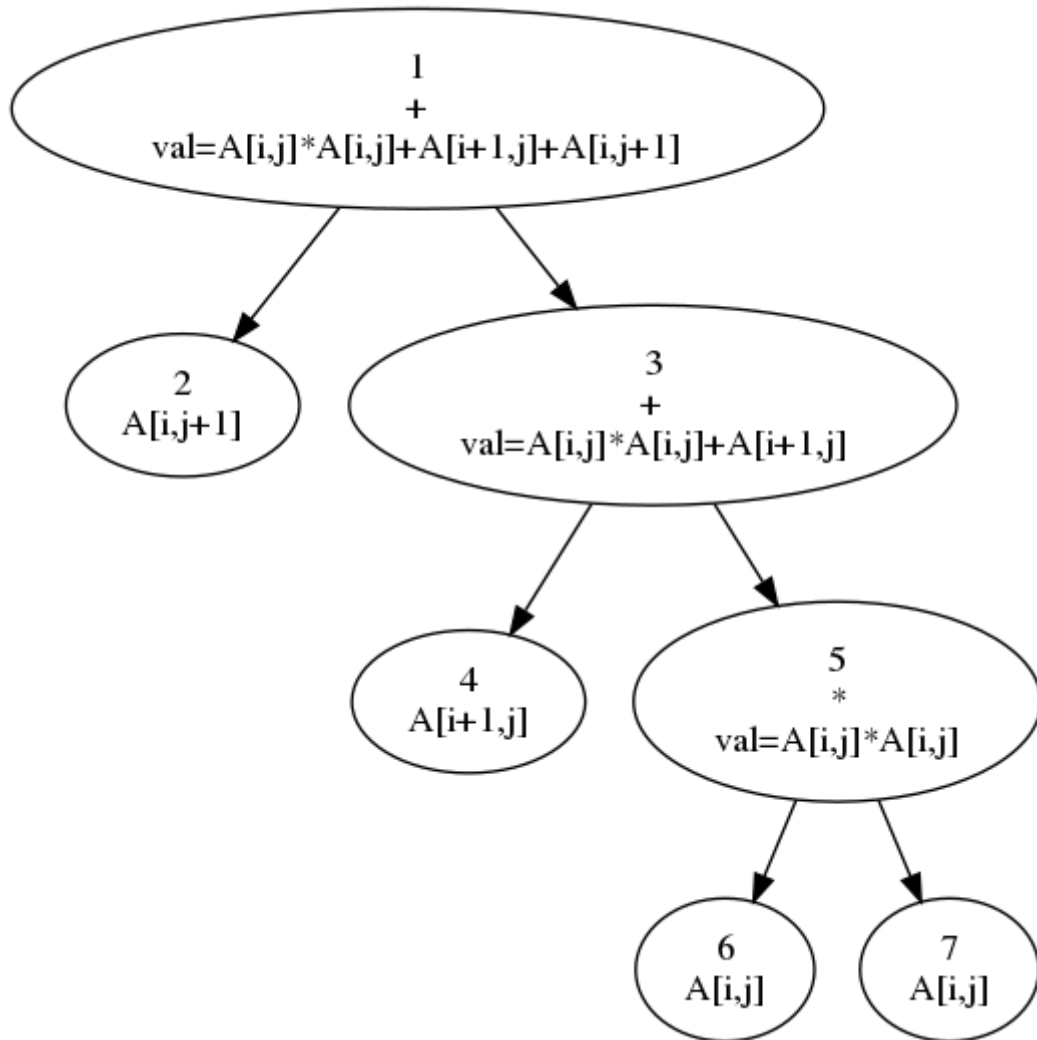 1
+
val=A[i,j]*A[i,j]+A[i+1,j]+A[i,j+1]
2
A[i,j+1]
3
+
val=A[i,j]*A[i,j]+A[i+1,j]
4
A[i+1,j]
5
*
val=A[i,j]*A[i,j]
6
A[i,j]
7
A[i,j]